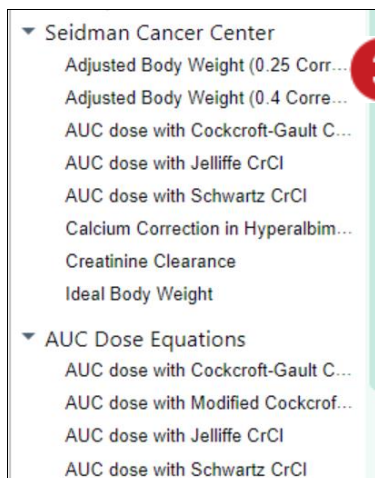 Seidman Cancer Center
Adjusted Body Weight (0.25 Corr...
Adjusted Body Weight (0.4 Corre...
AUC dose with Cockcroft-Gault C...
AUC dose with Jelliffe CrCl
AUC dose with Schwartz CrCl
Calcium Correction in Hyperalbim...
Creatinine Clearance
Ideal Body Weight
AUC Dose Equations
AUC dose with Cockcroft-Gault C...
AUC dose with Modified Cockcrof...
AUC dose with Jelliffe CrCl
AUC dose with Schwartz CrCl